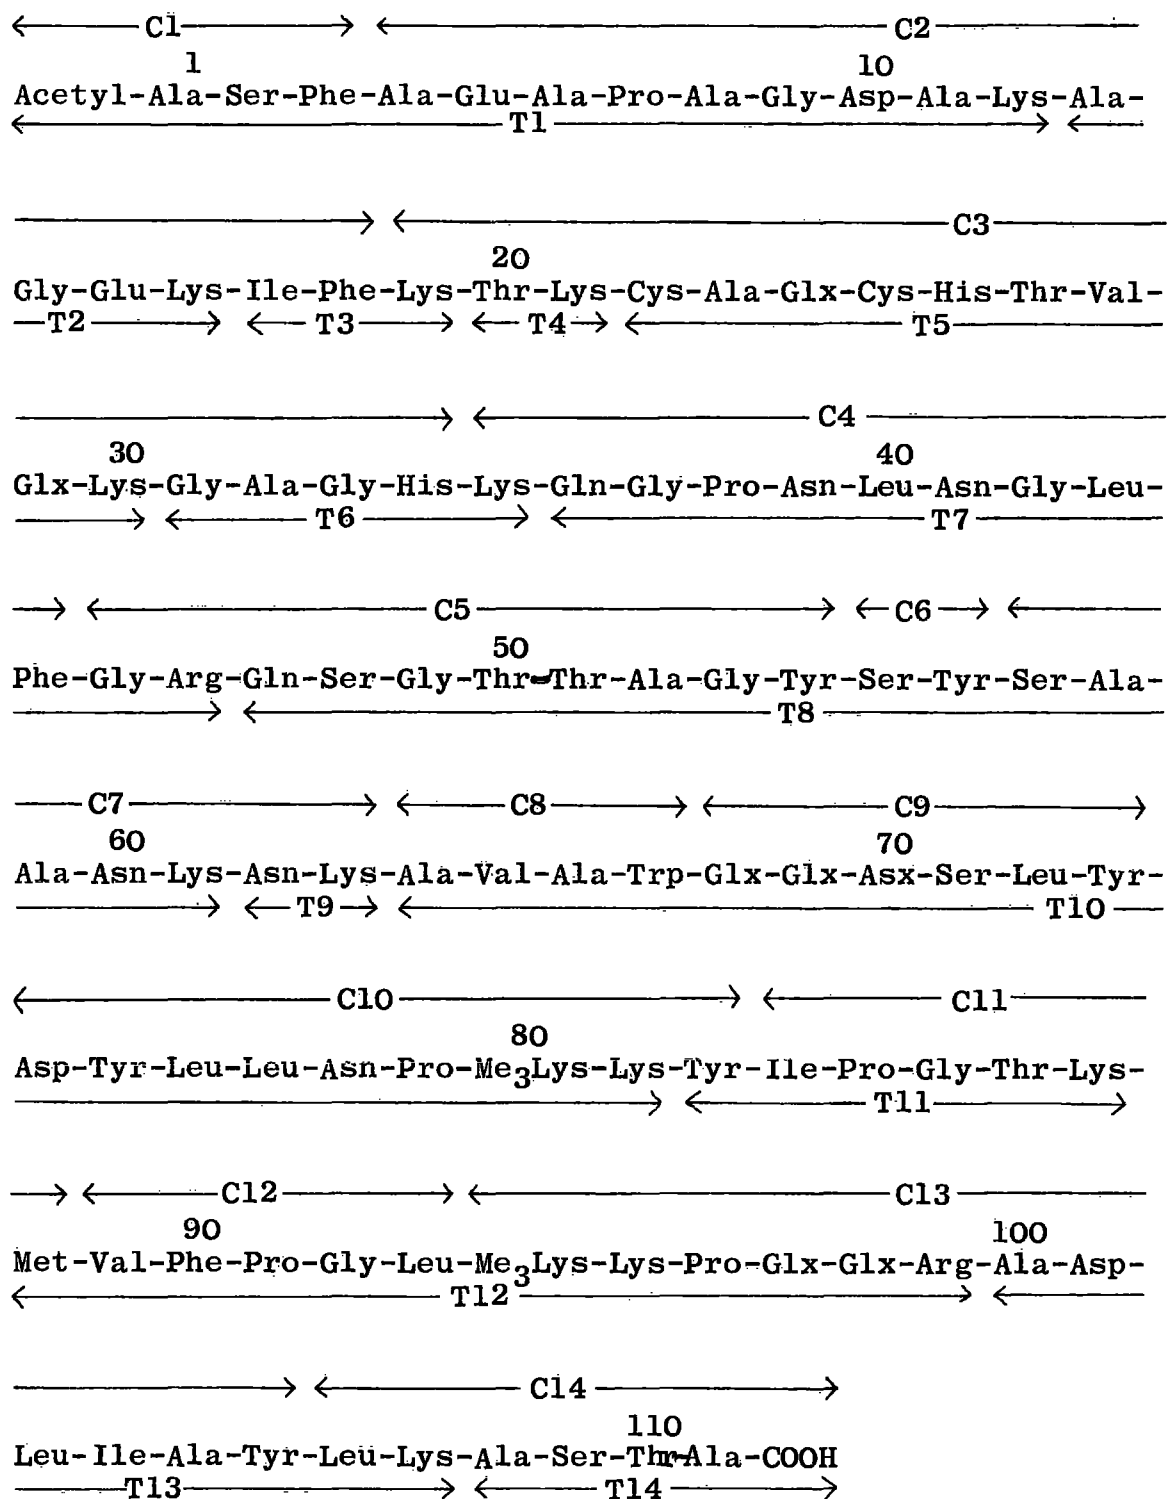 C1 C2
1 10
Acetyl-Ala-Ser-Phe-Ala-Glu-Ala-Pro-Ala-Gly-Asp-Ala-Lys-Ala-
T1
C3
20
Gly-Glu-Lys-Ile-Phe-Lys-Thr-Lys-Cys-Ala-Glx-Cys-His-Thr-Val-
T2 T3 T4 T5
C4
30 40
Glx-Lys-Gly-Ala-Gly-His-Lys-Gln-Gly-Pro-Asn-Leu-Asn-Gly-Leu-
T6 T7
C5 C6
50
Phe-Gly-Arg-Gln-Ser-Gly-Thr-Thr-Ala-Gly-Tyr-Ser-Tyr-Ser-Ala-
T8
C7 C8 C9
60 70
Ala-Asn-Lys-Asn-Lys-Ala-Val-Ala-Trp-Glx-Glx-Asx-Ser-Leu-Tyr-
T9 T10
C10 C11
80
Asp-Tyr-Leu-Leu-Asn-Pro-Me₃Lys-Lys-Tyr-Ile-Pro-Gly-Thr-Lys-
T11
C12 C13
90 100
Met-Val-Phe-Pro-Gly-Leu-Me₃Lys-Lys-Pro-Glx-Glx-Arg-Ala-Asp-
T12
C14
110
Leu-Ile-Ala-Tyr-Leu-Lys-Ala-Ser-Thr-Ala-COOH
T13 T14